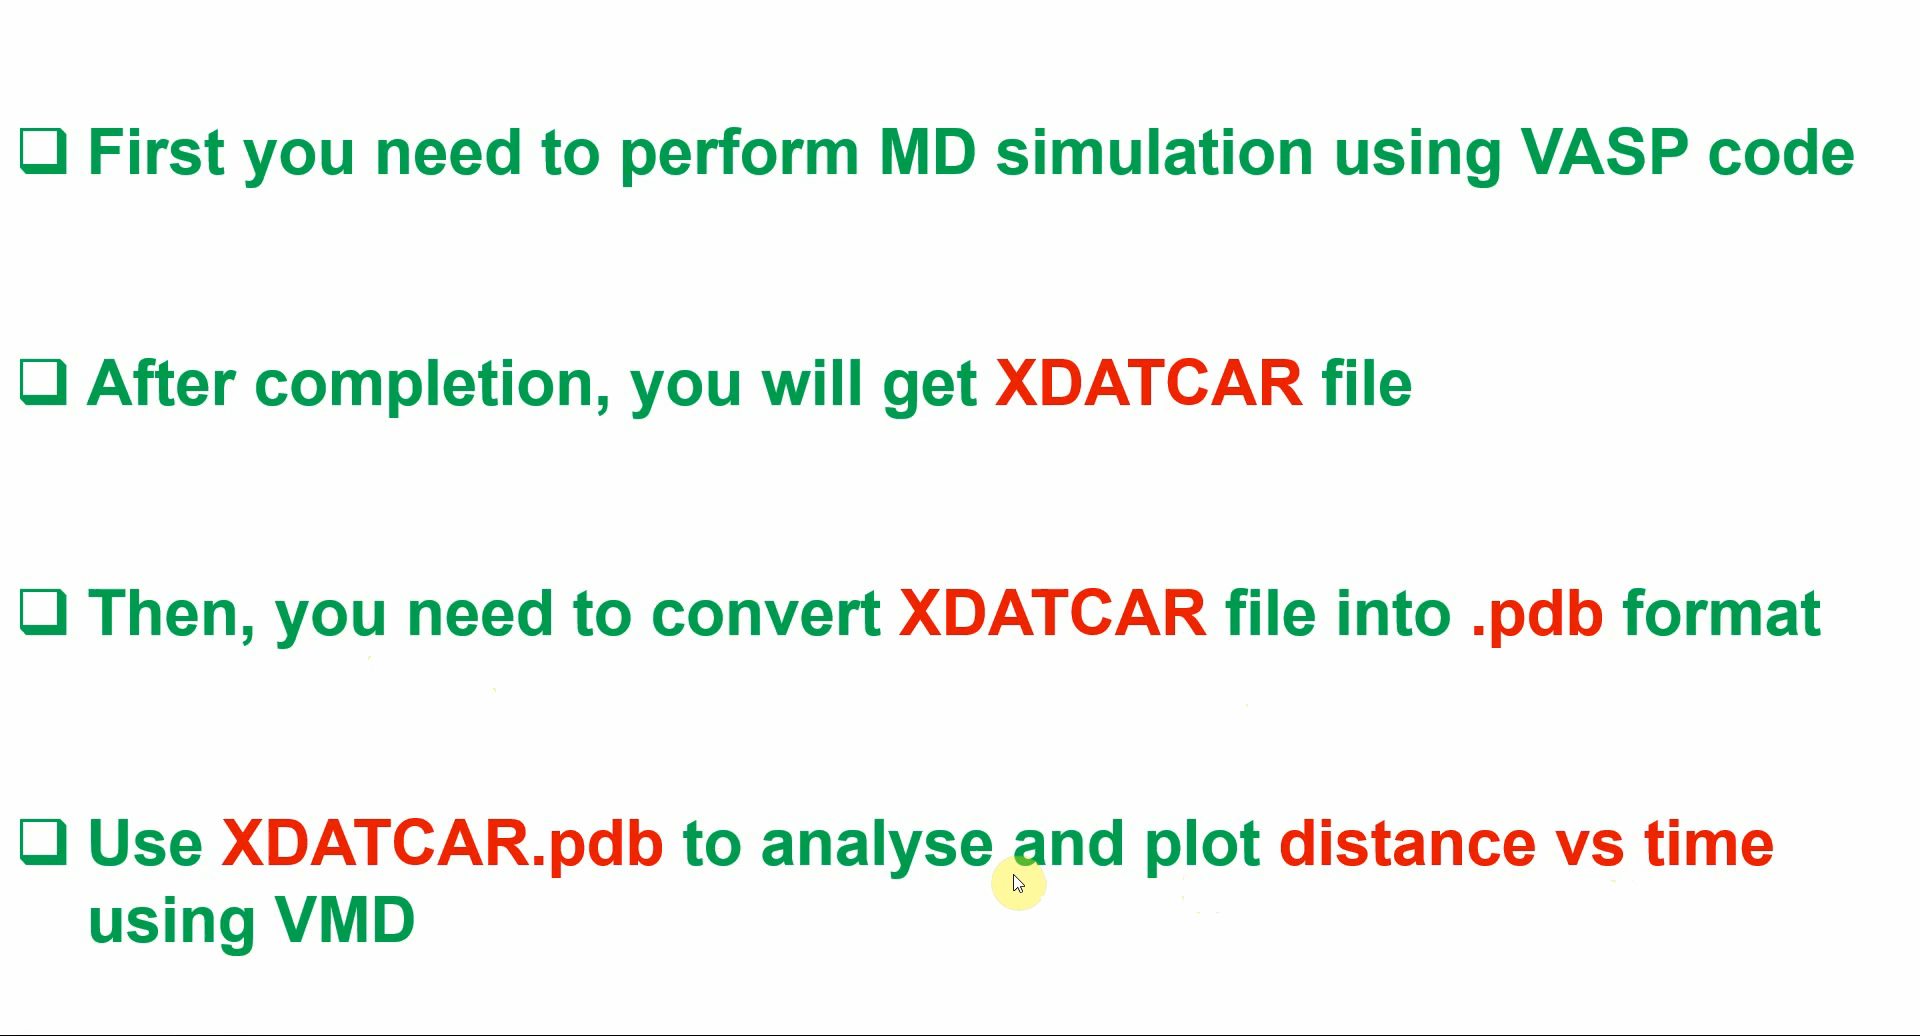 ❑ First you need to perform MD simulation using VASP code
❑ After completion, you will get XDATCAR file
❑ Then, you need to convert XDATCAR file into .pdb format
❑ Use XDATCAR.pdb to analyse and plot distance vs time
using VMD